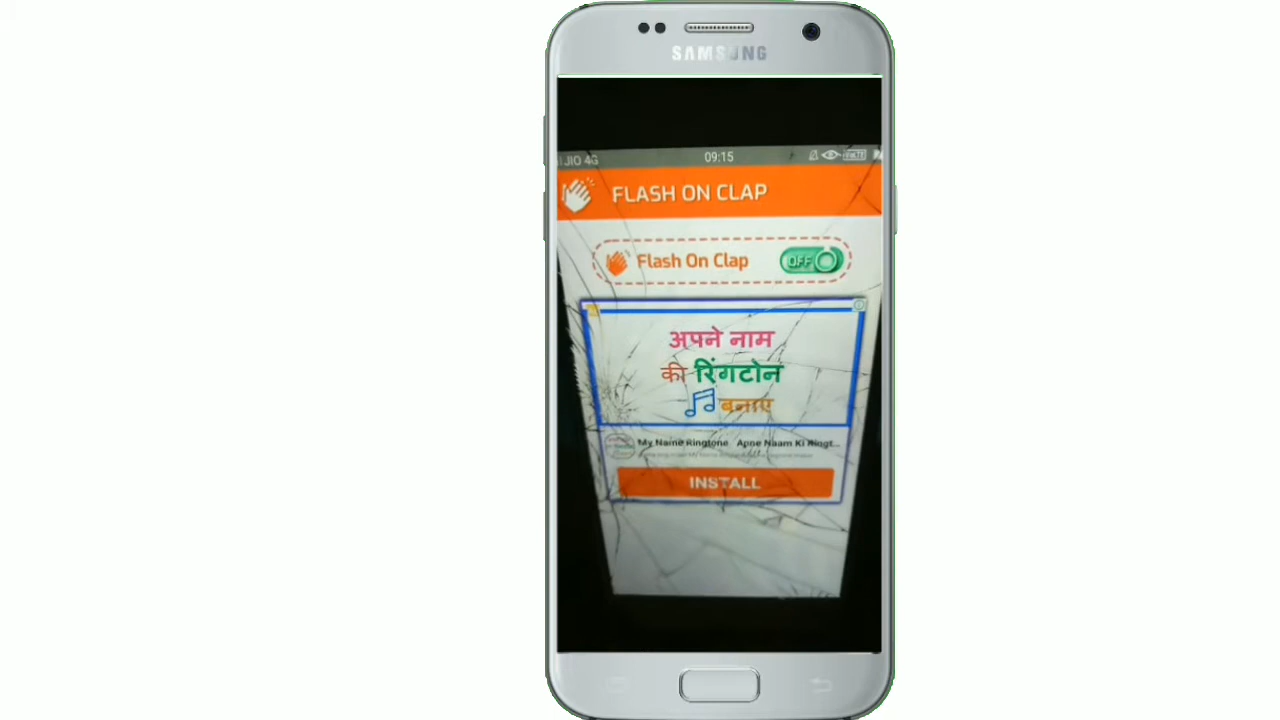 SAMSUNG
JIO 4G 09:15 VoLTE
FLASH ON CLAP
Flash On Clap OFF
अपने नाम
की रिंगटोन
बनाए
My Name Ringtone Apne Naam Ki Ringt...
INSTALL